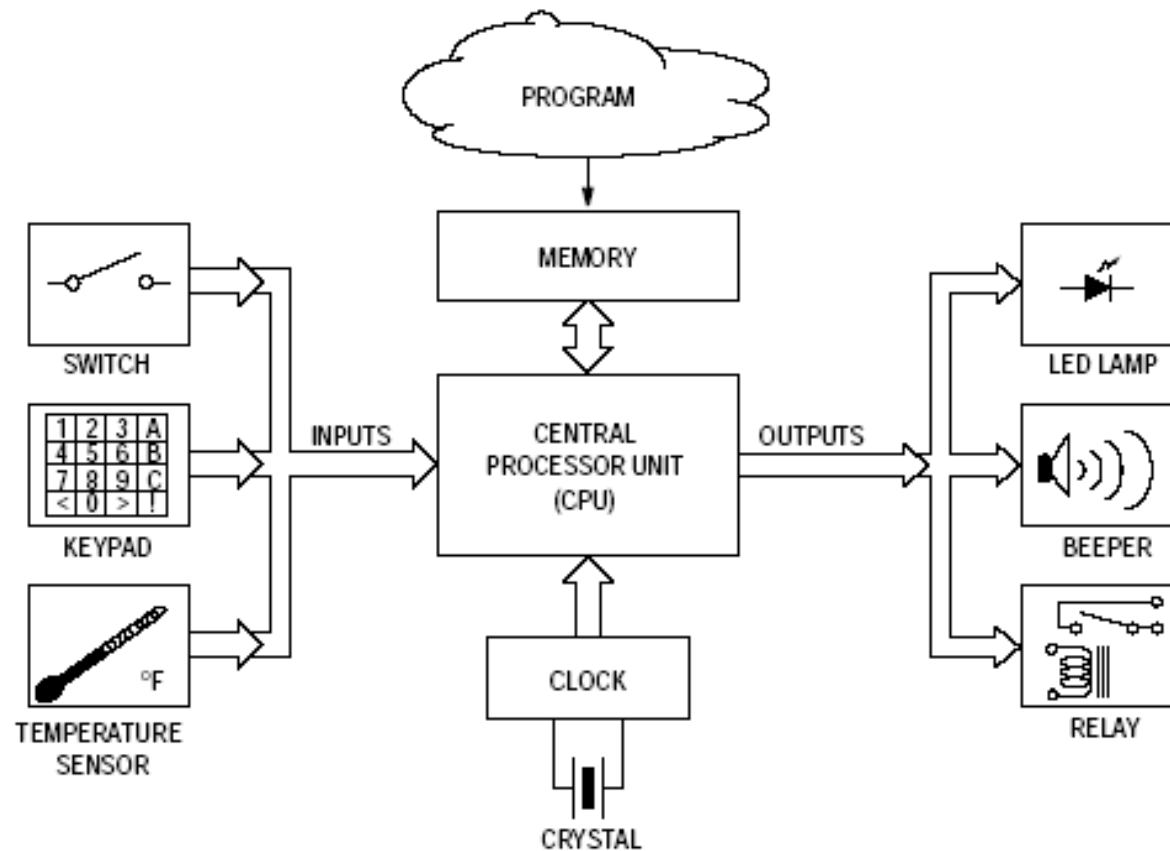 PROGRAM
MEMORY
SWITCH
LED LAMP
1 2 3 A
4 5 6 B
7 8 9 C
< 0 > !
INPUTS
CENTRAL
PROCESSOR UNIT
(CPU)
OUTPUTS
KEYPAD
BEEPER
°F
TEMPERATURE
SENSOR
CLOCK
RELAY
CRYSTAL